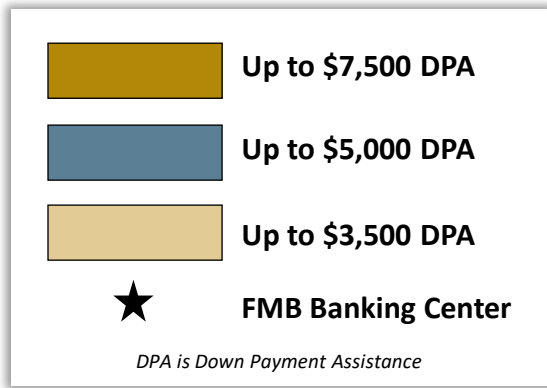 Up to $7,500 DPA
Up to $5,000 DPA
Up to $3,500 DPA
FMB Banking Center
DPA is Down Payment Assistance